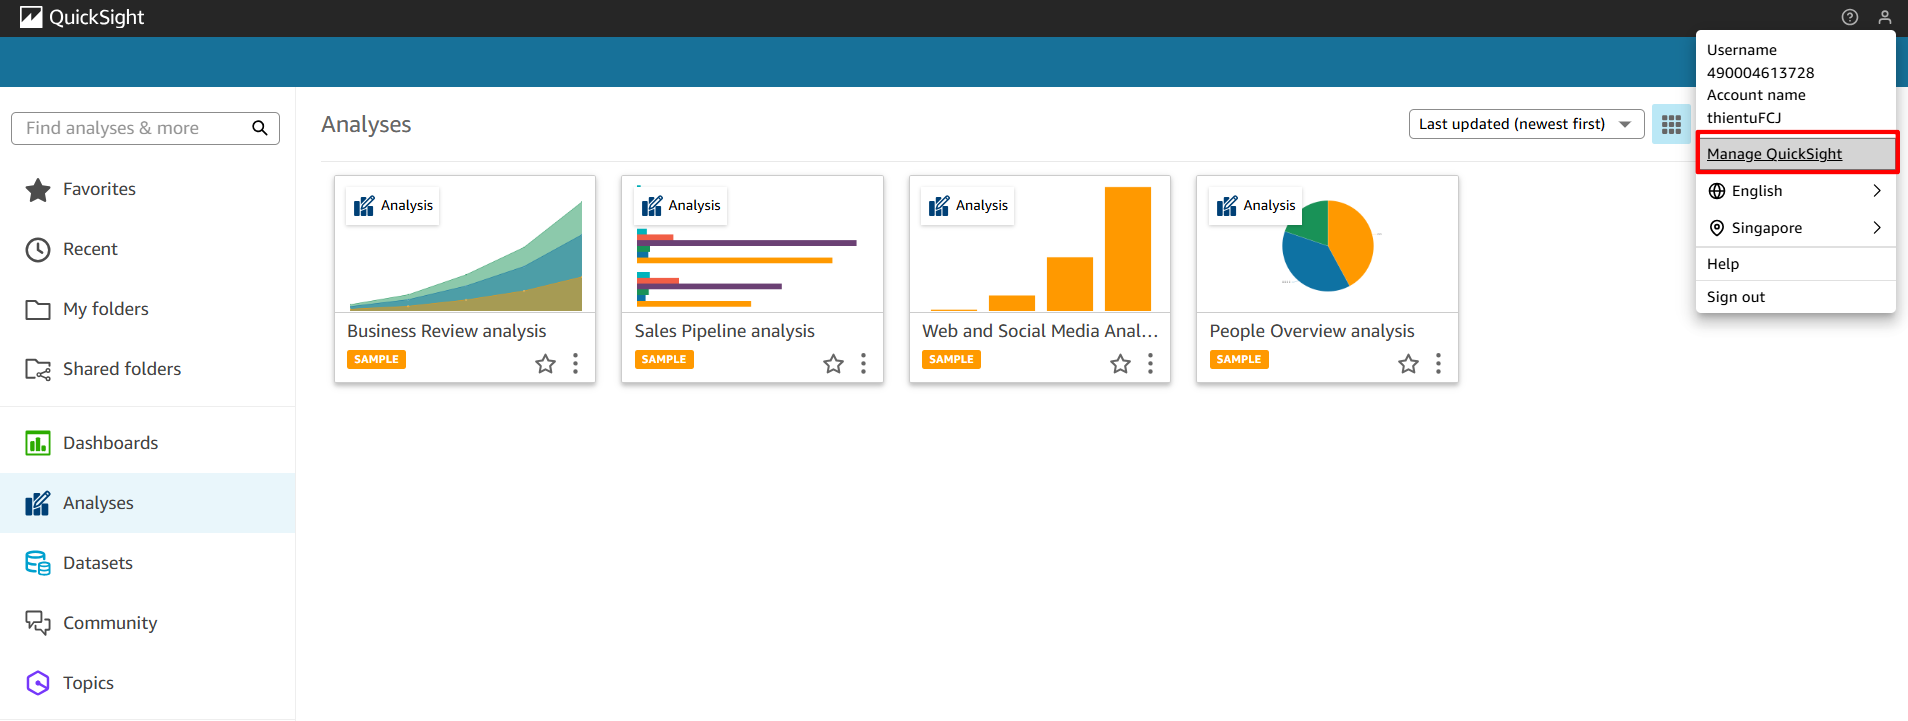 QuickSight
Username
490004613728
Account name
thientuFCJ
Manage QuickSight
English
Singapore
Help
Sign out
Find analyses & more
Favorites
Recent
My folders
Shared folders
Dashboards
Analyses
Datasets
Community
Topics
Analyses
Last updated (newest first)
Analysis
Business Review analysis
SAMPLE
Analysis
Sales Pipeline analysis
SAMPLE
Analysis
Web and Social Media Anal...
SAMPLE
Analysis
People Overview analysis
SAMPLE